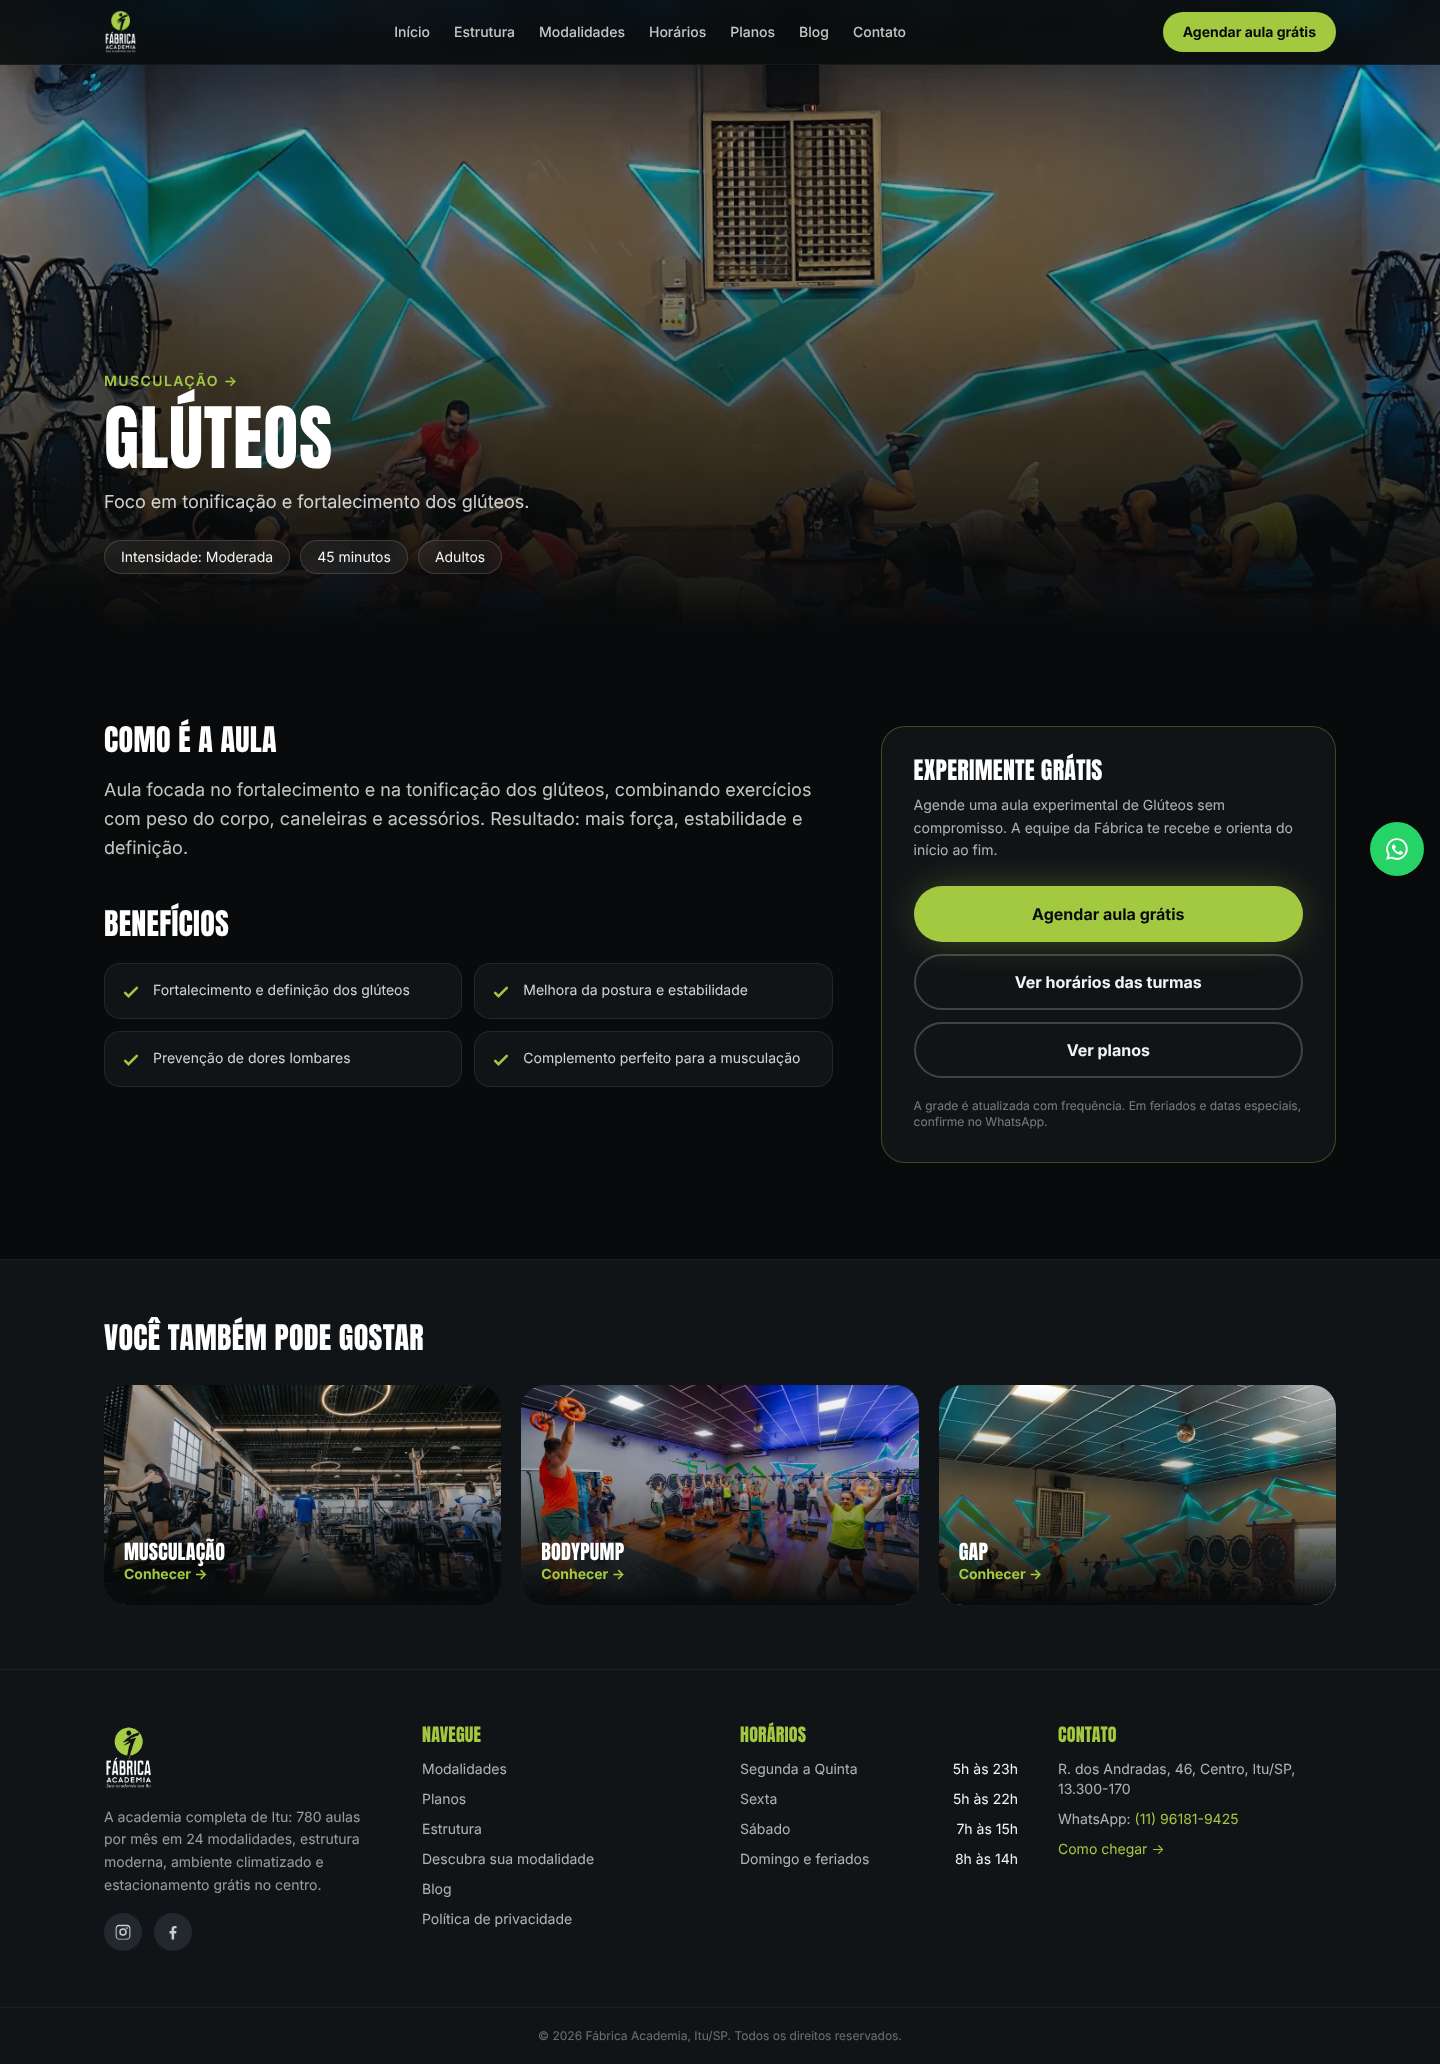 FÁBRICA
ACADEMIA
Início
Estrutura
Modalidades
Horários
Planos
Blog
Contato
Agendar aula grátis
MUSCULAÇÃO →
GLÚTEOS
Foco em tonificação e fortalecimento dos glúteos.
Intensidade: Moderada
45 minutos
Adultos
COMO É A AULA
Aula focada no fortalecimento e na tonificação dos glúteos, combinando exercícios
com peso do corpo, caneleiras e acessórios. Resultado: mais força, estabilidade e
definição.
BENEFÍCIOS
Fortalecimento e definição dos glúteos
Melhora da postura e estabilidade
Prevenção de dores lombares
Complemento perfeito para a musculação
EXPERIMENTE GRÁTIS
Agende uma aula experimental de Glúteos sem
compromisso. A equipe da Fábrica te recebe e orienta do
início ao fim.
Agendar aula grátis
Ver horários das turmas
Ver planos
A grade é atualizada com frequência. Em feriados e datas especiais,
confirme no WhatsApp.
VOCÊ TAMBÉM PODE GOSTAR
MUSCULAÇÃO
Conhecer →
BODYPUMP
Conhecer →
GAP
Conhecer →
FÁBRICA
ACADEMIA
A academia completa de Itu: 780 aulas
por mês em 24 modalidades, estrutura
moderna, ambiente climatizado e
estacionamento grátis no centro.
NAVEGUE
Modalidades
Planos
Estrutura
Descubra sua modalidade
Blog
Política de privacidade
HORÁRIOS
Segunda a Quinta 5h às 23h
Sexta 5h às 22h
Sábado 7h às 15h
Domingo e feriados 8h às 14h
CONTATO
R. dos Andradas, 46, Centro, Itu/SP,
13.300-170
WhatsApp: (11) 96181-9425
Como chegar →
© 2026 Fábrica Academia, Itu/SP. Todos os direitos reservados.